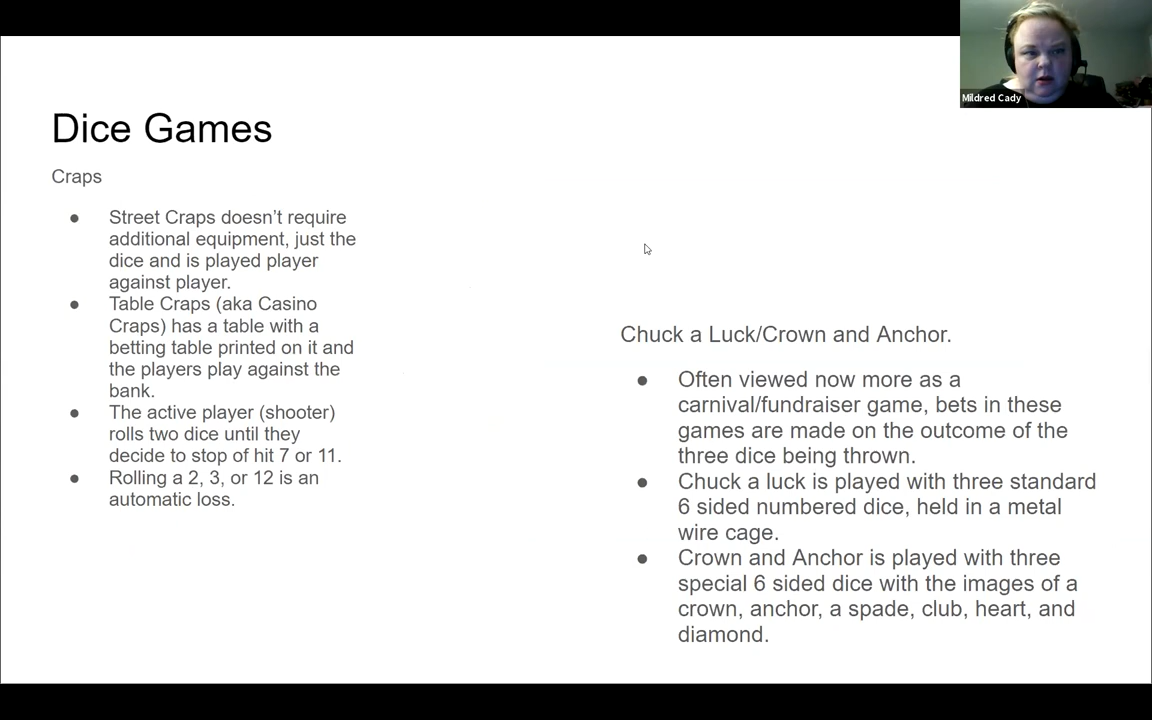 Mildred Cady
Dice Games
Craps
● Street Craps doesn’t require
additional equipment, just the
dice and is played player
against player.
● Table Craps (aka Casino
Craps) has a table with a
betting table printed on it and
the players play against the
bank.
● The active player (shooter)
rolls two dice until they
decide to stop of hit 7 or 11.
● Rolling a 2, 3, or 12 is an
automatic loss.
Chuck a Luck/Crown and Anchor.
● Often viewed now more as a
carnival/fundraiser game, bets in these
games are made on the outcome of the
three dice being thrown.
● Chuck a luck is played with three standard
6 sided numbered dice, held in a metal
wire cage.
● Crown and Anchor is played with three
special 6 sided dice with the images of a
crown, anchor, a spade, club, heart, and
diamond.